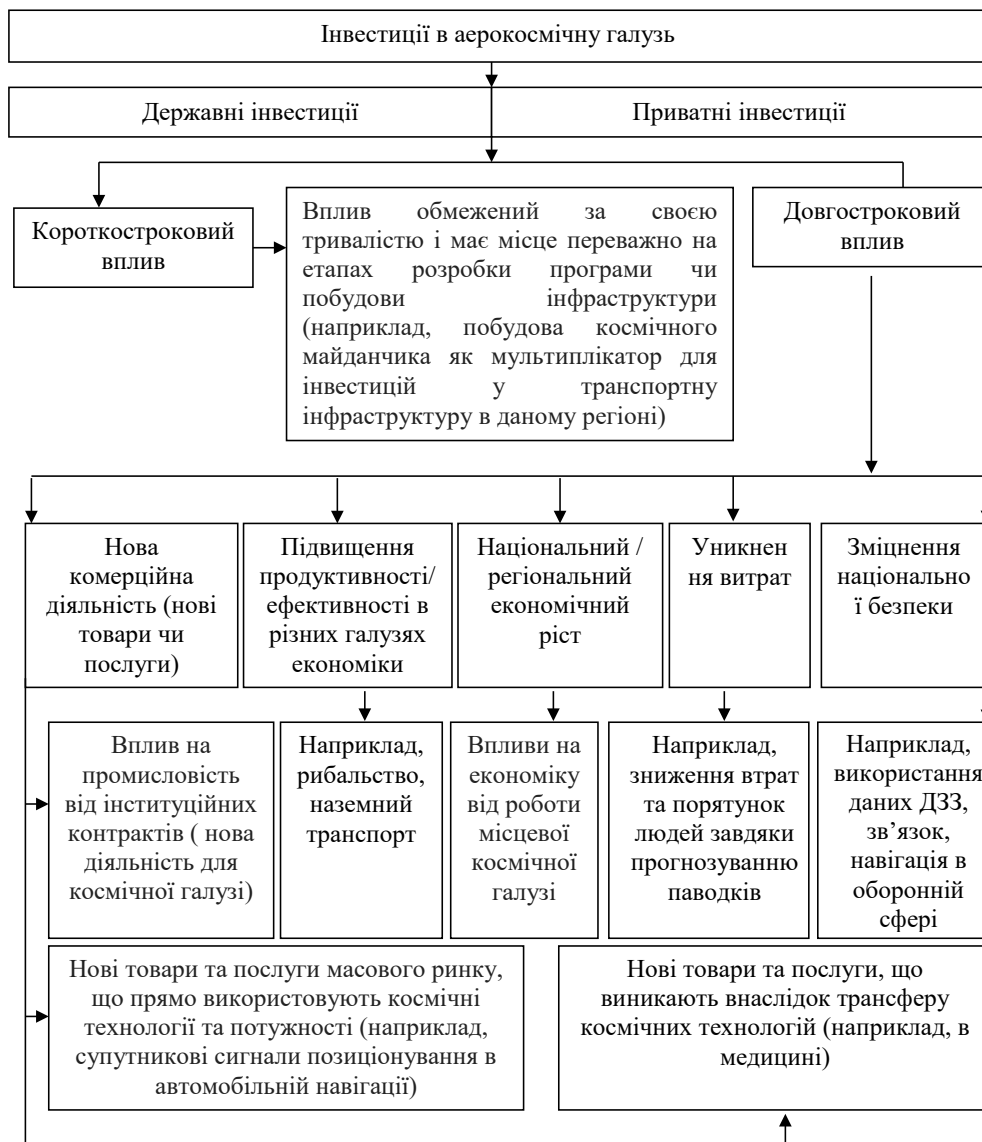 Інвестиції в аерокосмічну галузь
Державні інвестиції
Приватні інвестиції
Короткостроковий
вплив
Вплив обмежений за своєю
тривалістю і має місце переважно на
етапах розробки програми чи
побудови інфраструктури
(наприклад, побудова космічного
майданчика як мультиплікатор для
інвестицій у транспортну
інфраструктуру в даному регіоні)
Довгостроковий
вплив
Нова
комерційна
діяльність (нові
товари чи
послуги)
Підвищення
продуктивності/
ефективності в
різних галузях
економіки
Національний /
регіональний
економічний
ріст
Уникнен
ня витрат
Зміцнення
національно
ї безпеки
Вплив на
промисловість
від інституційних
контрактів ( нова
діяльність для
космічної галузі)
Наприклад,
рибальство,
наземний
транспорт
Впливи на
економіку
від роботи
місцевої
космічної
галузі
Наприклад,
зниження втрат
та порятунок
людей завдяки
прогнозуванню
паводків
Наприклад,
використання
даних ДЗЗ,
зв’язок,
навігація в
оборонній
сфері
Нові товари та послуги масового ринку,
що прямо використовують космічні
технології та потужності (наприклад,
супутникові сигнали позиціонування в
автомобільній навігації)
Нові товари та послуги, що
виникають внаслідок трансферу
космічних технологій (наприклад, в
медицині)